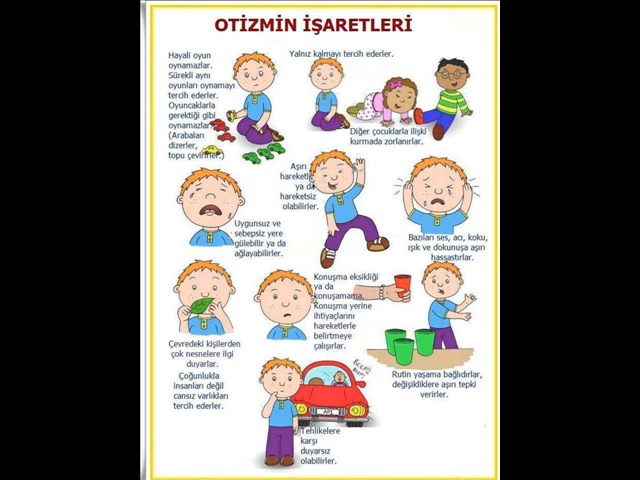 OTİZMİN İŞARETLERİ
Hayali oyun
oynamazlar.
Sürekli aynı
oyunları oynamayı
tercih ederler.
Oyuncaklarla
gerektiği gibi
oynamazlar.
(Arabaları
dizerler,
topu çevirirler.)
Yalnız kalmayı tercih ederler.
Diğer çocuklarla ilişki
kurmada zorlanırlar.
Aşırı
hareketli
ya da
hareketsiz
olabilirler.
Uygunsuz ve
sebepsiz yere
gülebilir ya da
ağlayabilirler.
Bazıları ses, acı, koku,
ışık ve dokunuşa aşırı
hassastırlar.
Çevredeki kişilerden
çok nesnelere ilgi
duyarlar.
Çoğunlukla
insanları değil
cansız varlıkları
tercih ederler.
Konuşma eksikliği
ya da
konuşamama.
Konuşma yerine
ihtiyaçlarını
hareketlerle
belirtmeye
çalışırlar.
Rutin yaşama bağlıdırlar,
değişikliklere aşırı tepki
verirler.
BEEP!
BEEP!
Tehlikelere
karşı
duyarsız
olabilirler.